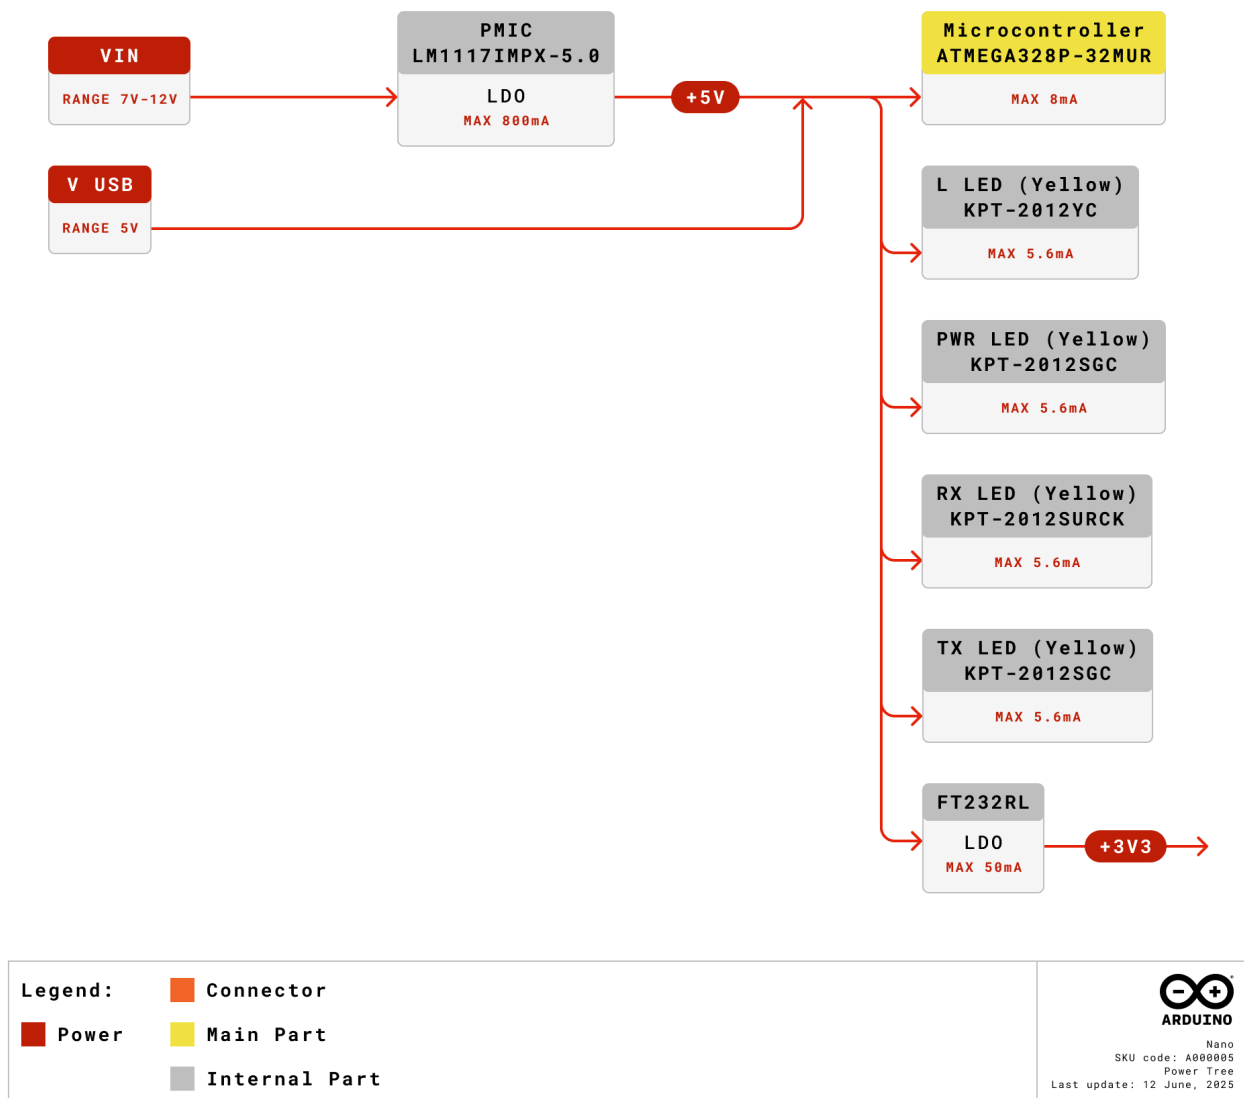 VIN
RANGE 7V-12V
PMIC
LM1117IMPX-5.0
LDO
MAX 800mA
+5V
Microcontroller
ATMEGA328P-32MUR
MAX 8mA
V USB
RANGE 5V
L LED (Yellow)
KPT-2012YC
MAX 5.6mA
PWR LED (Yellow)
KPT-2012SGC
MAX 5.6mA
RX LED (Yellow)
KPT-2012SURCK
MAX 5.6mA
TX LED (Yellow)
KPT-2012SGC
MAX 5.6mA
FT232RL
LDO
MAX 50mA
+3V3
Legend:
Power
Connector
Main Part
Internal Part
ARDUINO
Nano
SKU code: A000005
Power Tree
Last update: 12 June, 2025